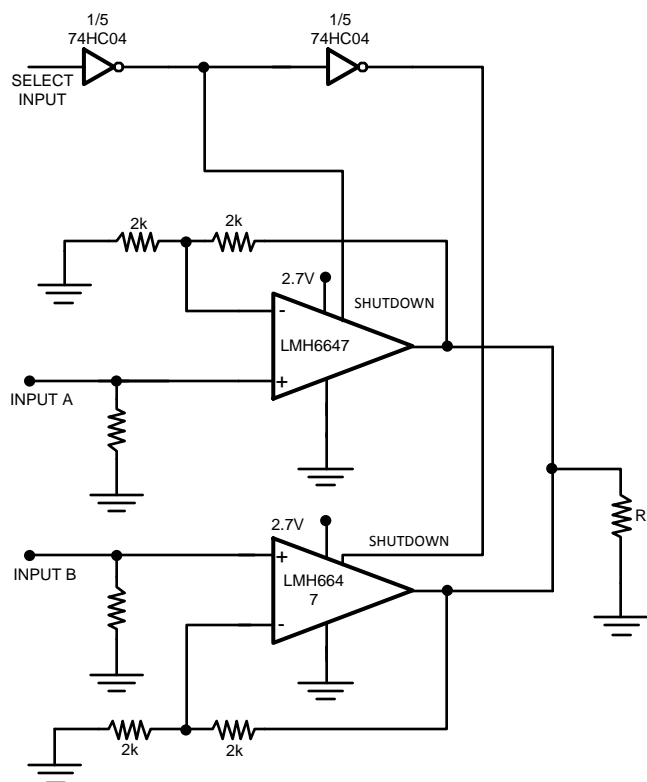 1/5
74HC04
1/5
74HC04
SELECT
INPUT
2k
2k
2.7V
SHUTDOWN
-
LMH6647
+
INPUT A
2.7V
SHUTDOWN
R
+
INPUT B
LMH664
7
-
2k
2k